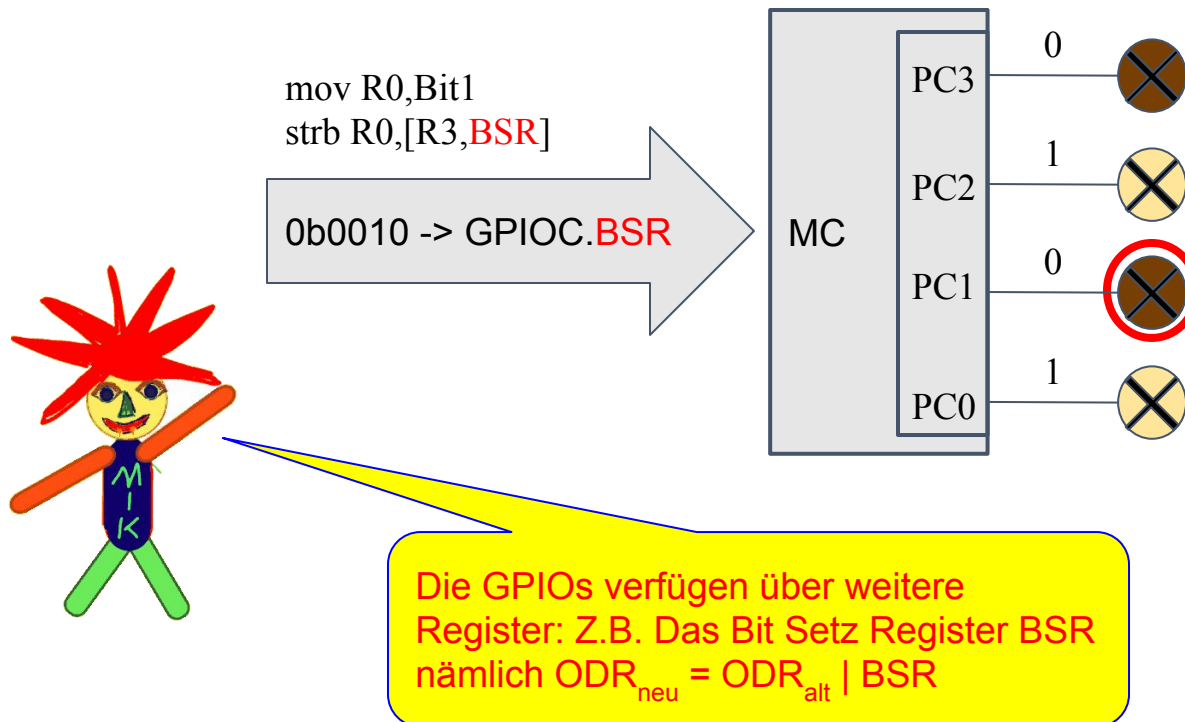 mov R0,Bit1
strb R0,[R3,BSR]
0b0010 -> GPIOC.BSR
MC
PC3
0
PC2
1
PC1
0
PC0
1
MIK
Die GPIOs verfügen über weitere
Register: Z.B. Das Bit Setz Register BSR
nämlich ODRneu = ODRalt | BSR